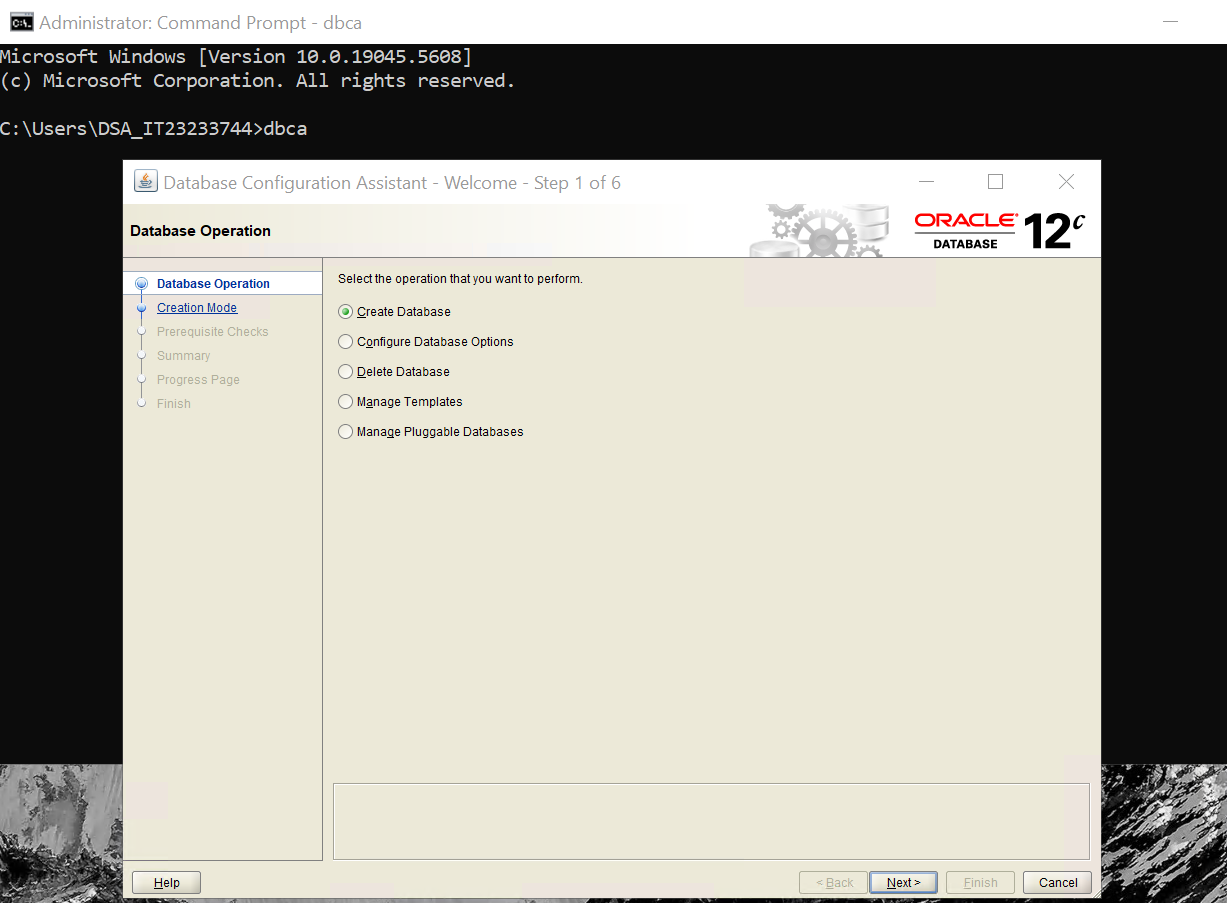 Administrator: Command Prompt - dbca
Microsoft Windows [Version 10.0.19045.5608]
(c) Microsoft Corporation. All rights reserved.
C:\Users\DSA_IT23233744>dbca
Database Configuration Assistant - Welcome - Step 1 of 6
Database Operation
ORACLE®
DATABASE
12c
Database Operation
Creation Mode
Prerequisite Checks
Summary
Progress Page
Finish
Select the operation that you want to perform.
Create Database
Configure Database Options
Delete Database
Manage Templates
Manage Pluggable Databases
Help
< Back
Next >
Finish
Cancel